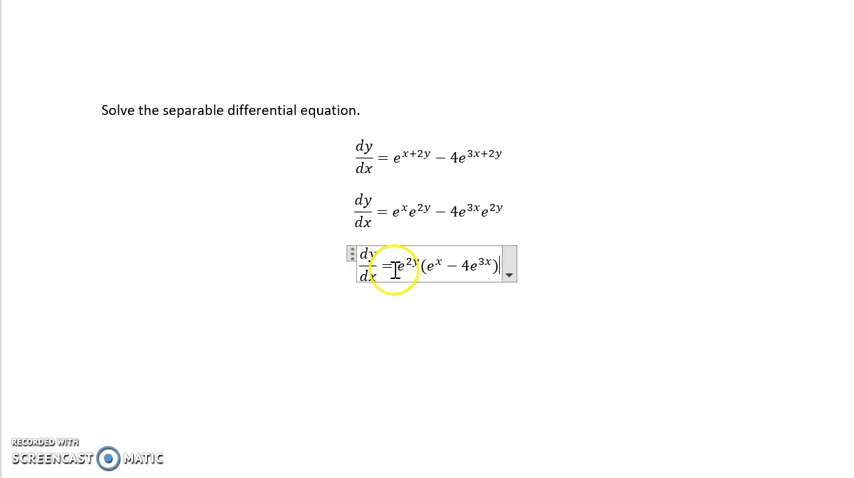 Solve the separable differential equation.
dy/dx = e^{x+2y} − 4e^{3x+2y}
dy/dx = e^x e^{2y} − 4e^{3x} e^{2y}
dy/dx = e^{2y}(e^x − 4e^{3x})
RECORDED WITH
SCREENCAST MATIC